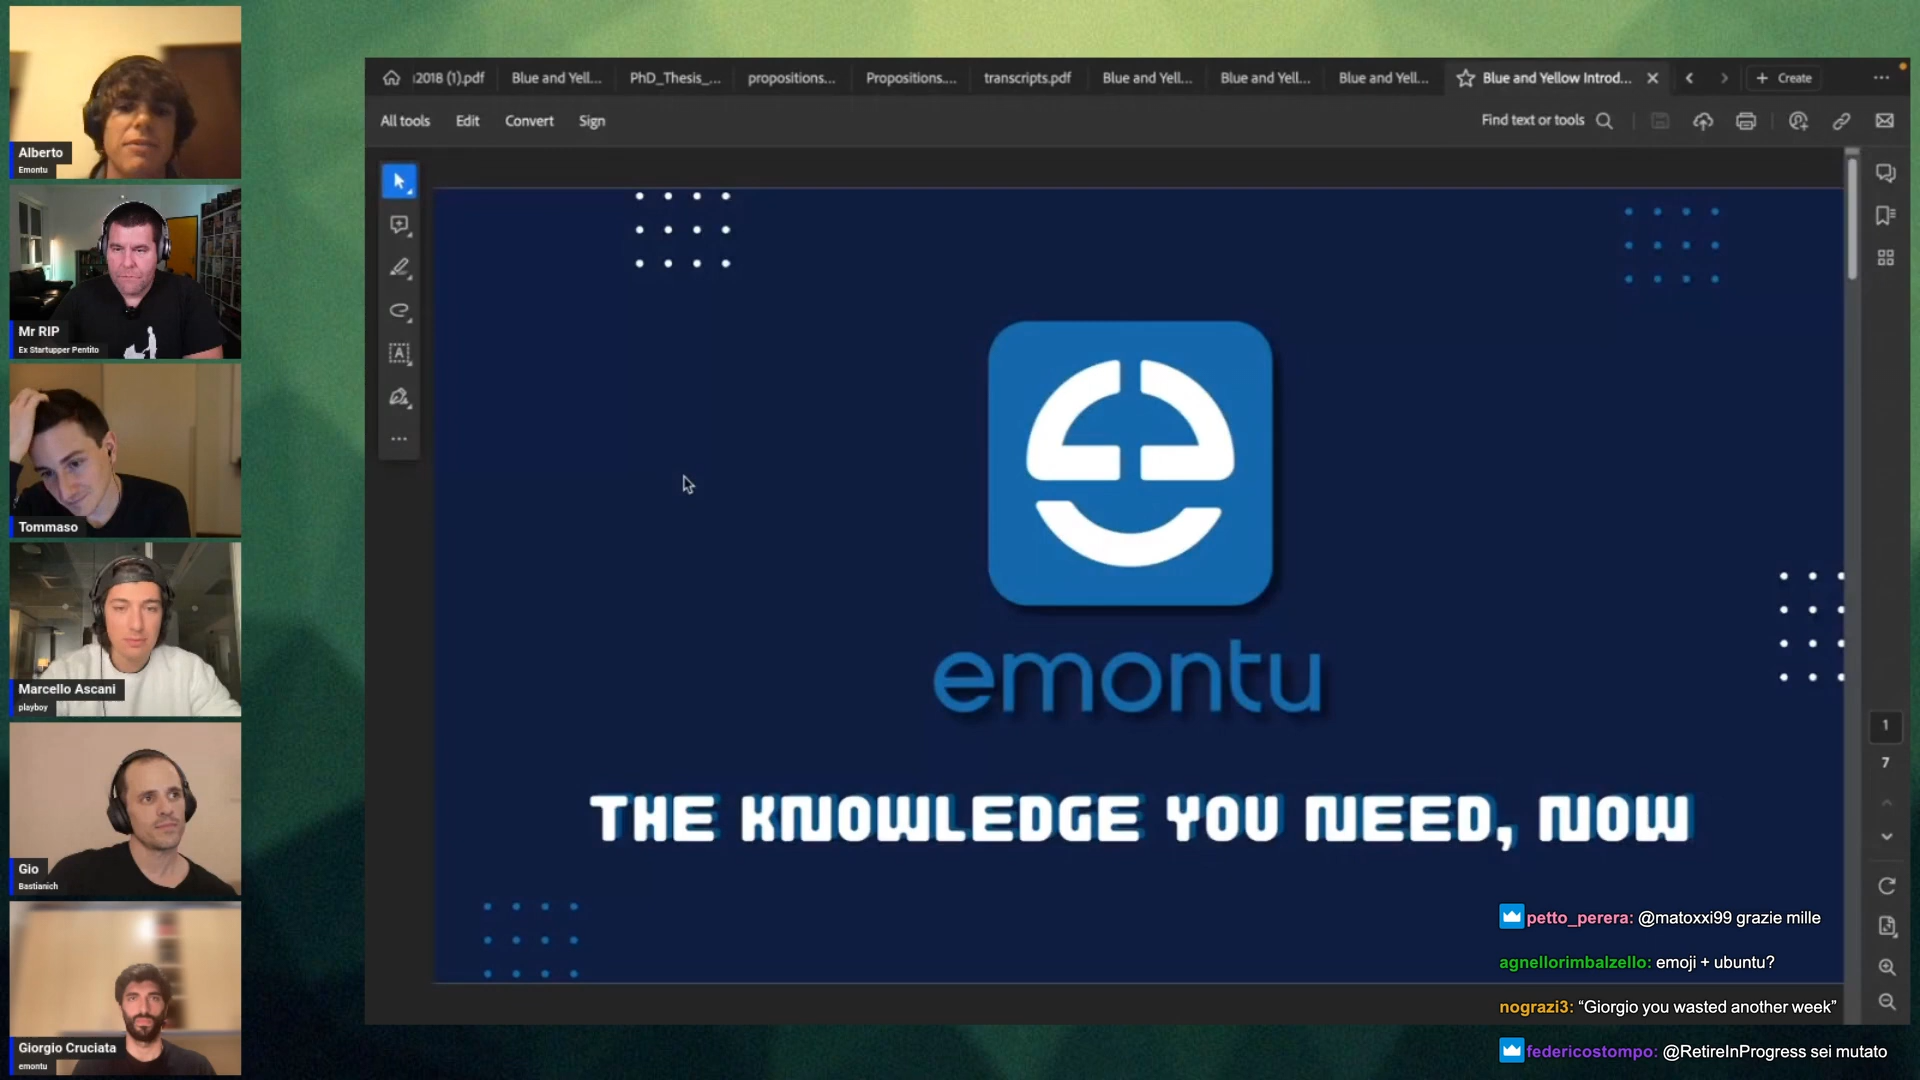 Alberto
Emontu
Mr RIP
Ex Startupper Pentito
Tommaso
Marcello Ascani
playboy
Gio
Bastianich
Giorgio Cruciata
emontu
2018 (1).pdf
Blue and Yell...
PhD_Thesis_...
propositions...
Propositions....
transcripts.pdf
Blue and Yell...
Blue and Yell...
Blue and Yell...
Blue and Yellow Introd...
Create
All tools
Edit
Convert
Sign
Find text or tools
emontu
THE KNOWLEDGE YOU NEED, NOW
1
7
petto_perera: @matoxxi99 grazie mille
agnellorimbalzello: emoji + ubuntu?
nograzi3: “Giorgio you wasted another week”
federicostompo: @RetireInProgress sei mutato